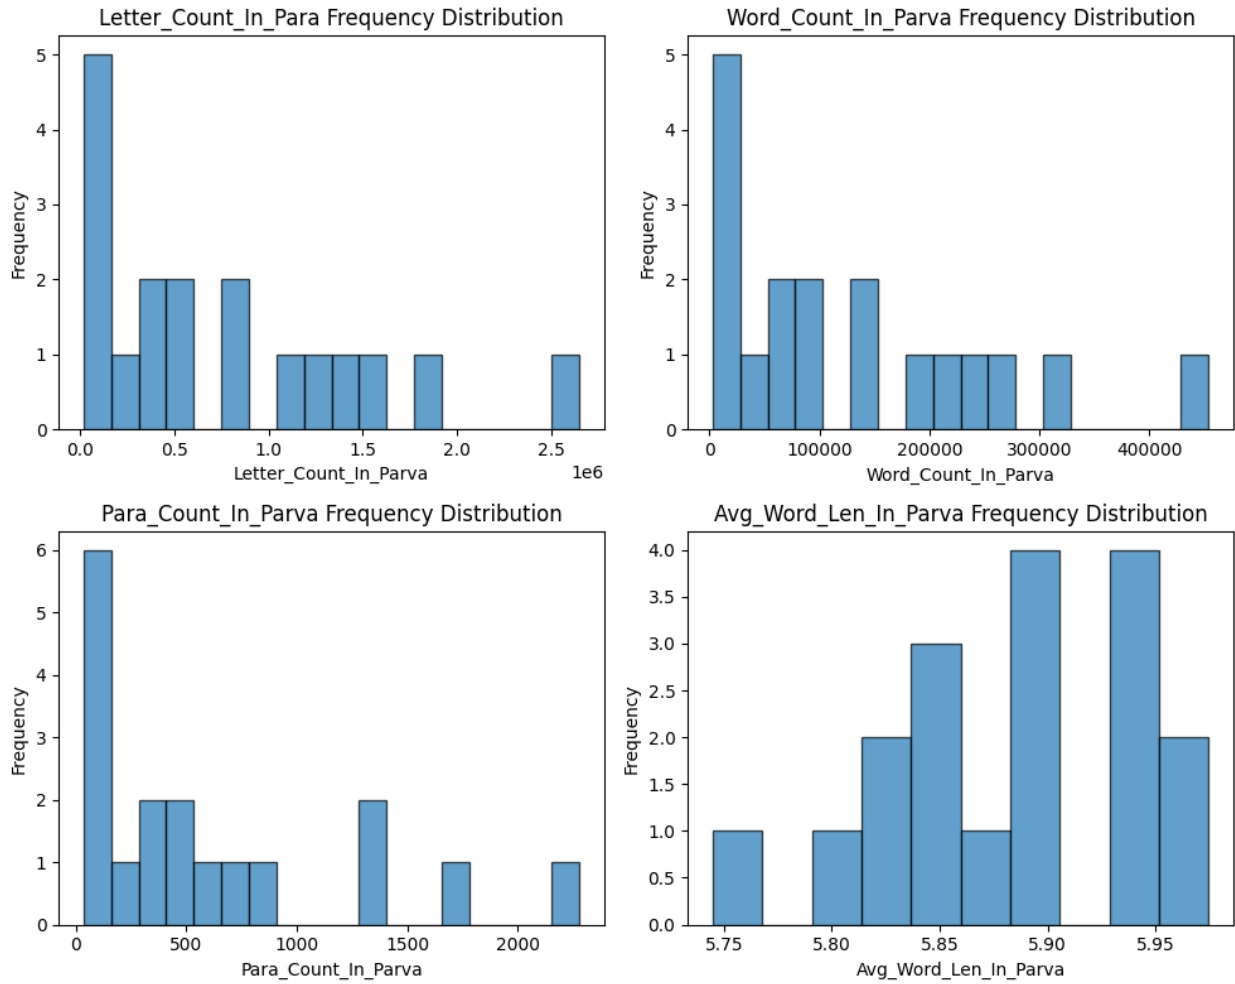 Letter_Count_In_Para Frequency Distribution
5
4
3
2
1
0
Frequency
0.0 0.5 1.0 1.5 2.0 2.5
1e6
Letter_Count_In_Parva
Word_Count_In_Parva Frequency Distribution
5
4
3
2
1
0
Frequency
0 100000 200000 300000 400000
Word_Count_In_Parva
Para_Count_In_Parva Frequency Distribution
6
5
4
3
2
1
0
Frequency
0 500 1000 1500 2000
Para_Count_In_Parva
Avg_Word_Len_In_Parva Frequency Distribution
4.0
3.5
3.0
2.5
2.0
1.5
1.0
0.5
0.0
Frequency
5.75 5.80 5.85 5.90 5.95
Avg_Word_Len_In_Parva